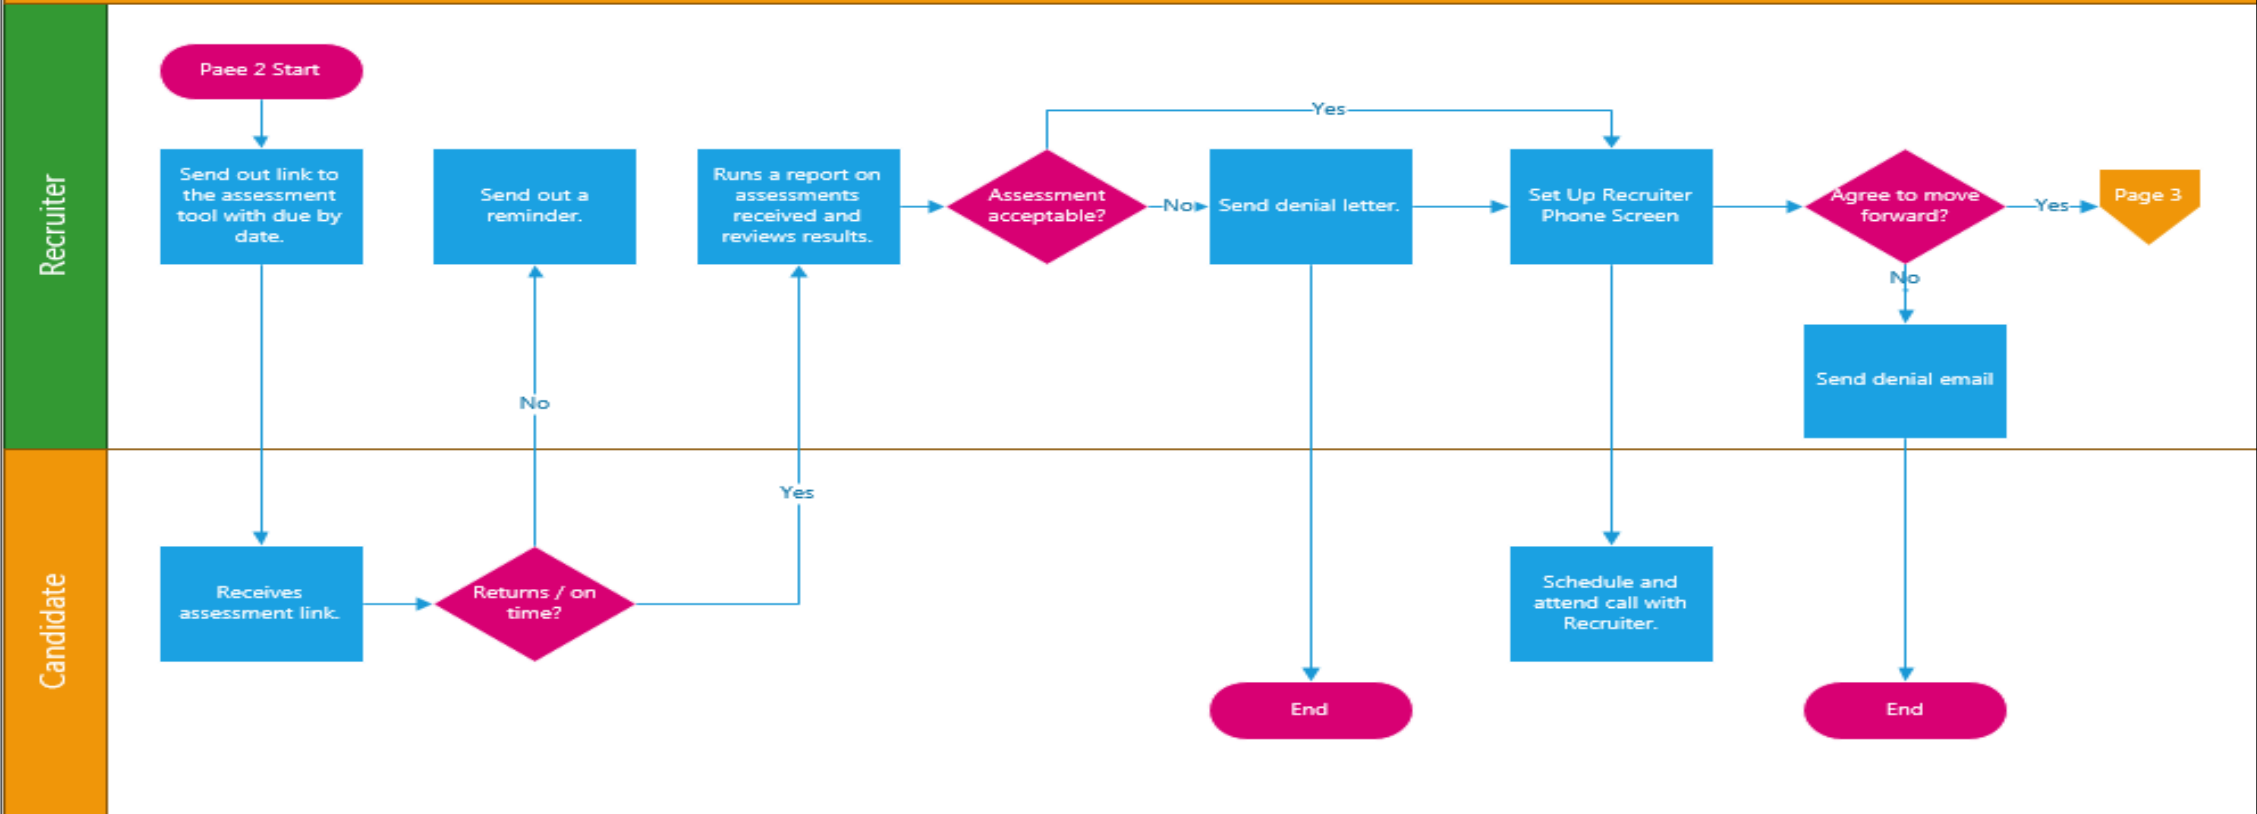 Recruiter
Paee 2 Start
Send out link to
the assessment
tool with due by
date.
Send out a
reminder.
Runs a report on
assessments
received and
reviews results.
Assessment
acceptable?
Yes
No
Send denial letter.
Set Up Recruiter
Phone Screen
Agree to move
forward?
Yes
Page 3
No
Send denial email
No
Candidate
Yes
Receives
assessment link.
Returns / on
time?
Schedule and
attend call with
Recruiter.
End
End